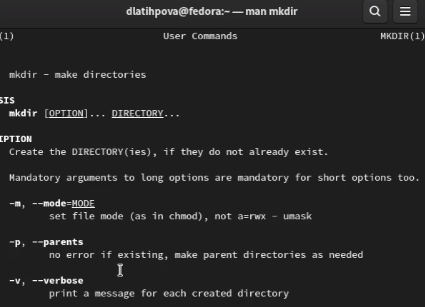 dlatihpova@fedora:~ — man mkdir
(1) User Commands MKDIR(1)
mkdir - make directories
SIS
mkdir [OPTION]... DIRECTORY...
IPTION
Create the DIRECTORY(ies), if they do not already exist.
Mandatory arguments to long options are mandatory for short options too.
-m, --mode=MODE
set file mode (as in chmod), not a=rwx - umask
-p, --parents
no error if existing, make parent directories as needed
-v, --verbose
print a message for each created directory